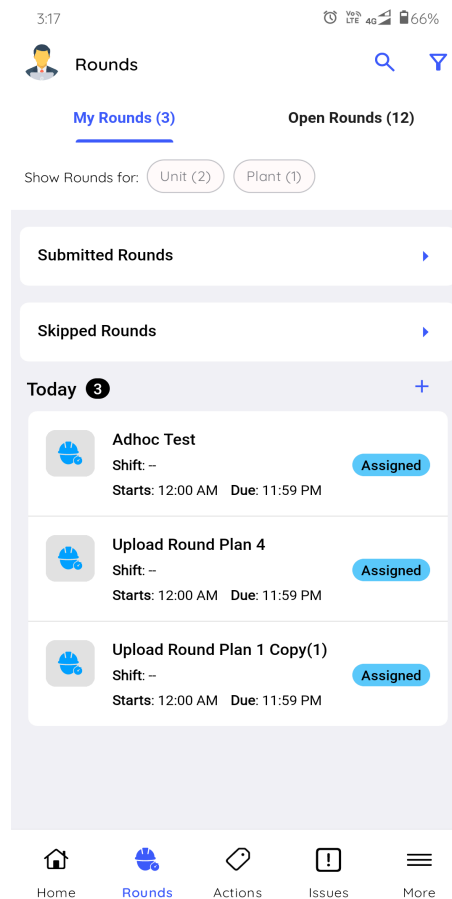 3:17 Vo)) LTE 4G 66%
Rounds
My Rounds (3) Open Rounds (12)
Show Rounds for: Unit (2) Plant (1)
Submitted Rounds
Skipped Rounds
Today 3 +
Adhoc Test
Shift: --
Assigned
Starts: 12:00 AM Due: 11:59 PM
Upload Round Plan 4
Shift: --
Assigned
Starts: 12:00 AM Due: 11:59 PM
Upload Round Plan 1 Copy(1)
Shift: --
Assigned
Starts: 12:00 AM Due: 11:59 PM
Home Rounds Actions Issues More